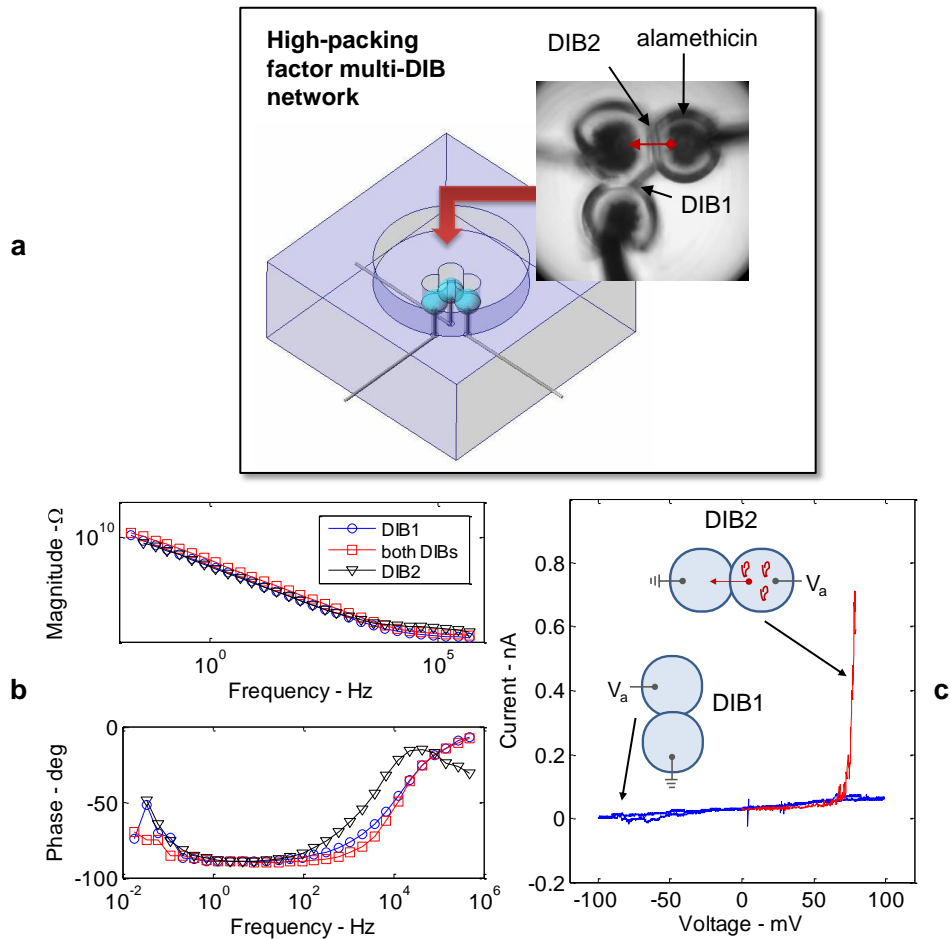 High-packing
factor multi-DIB
network
DIB2
alamethicin
DIB1
a
10^10
Magnitude -Ω
DIB1
both DIBs
DIB2
10^0
10^5
Frequency - Hz
b
0
-50
-100
Phase - deg
10^-2
10^0
10^2
10^4
10^6
Frequency - Hz
DIB2
V_a
V_a
DIB1
0.8
0.6
0.4
0.2
0
-0.2
Current - nA
c
-100
-50
0
50
100
Voltage - mV